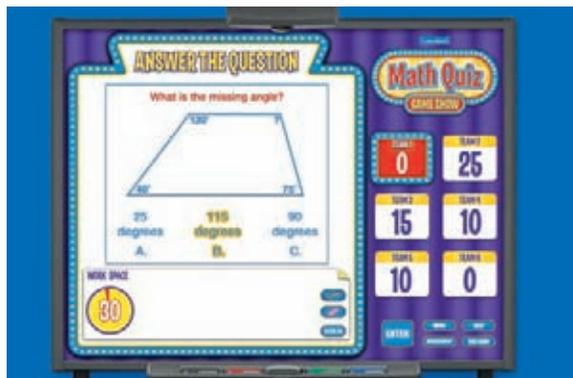 ANSWER THE QUESTION
What is the missing angle?
120°
?
75°
25
degrees
A.
115
degrees
B.
90
degrees
C.
WORK SPACE
30
Math Quiz
GAME SHOW
TEAM 1
0
TEAM 2
25
TEAM 3
15
TEAM 4
10
TEAM 5
10
TEAM 6
0
ENTER